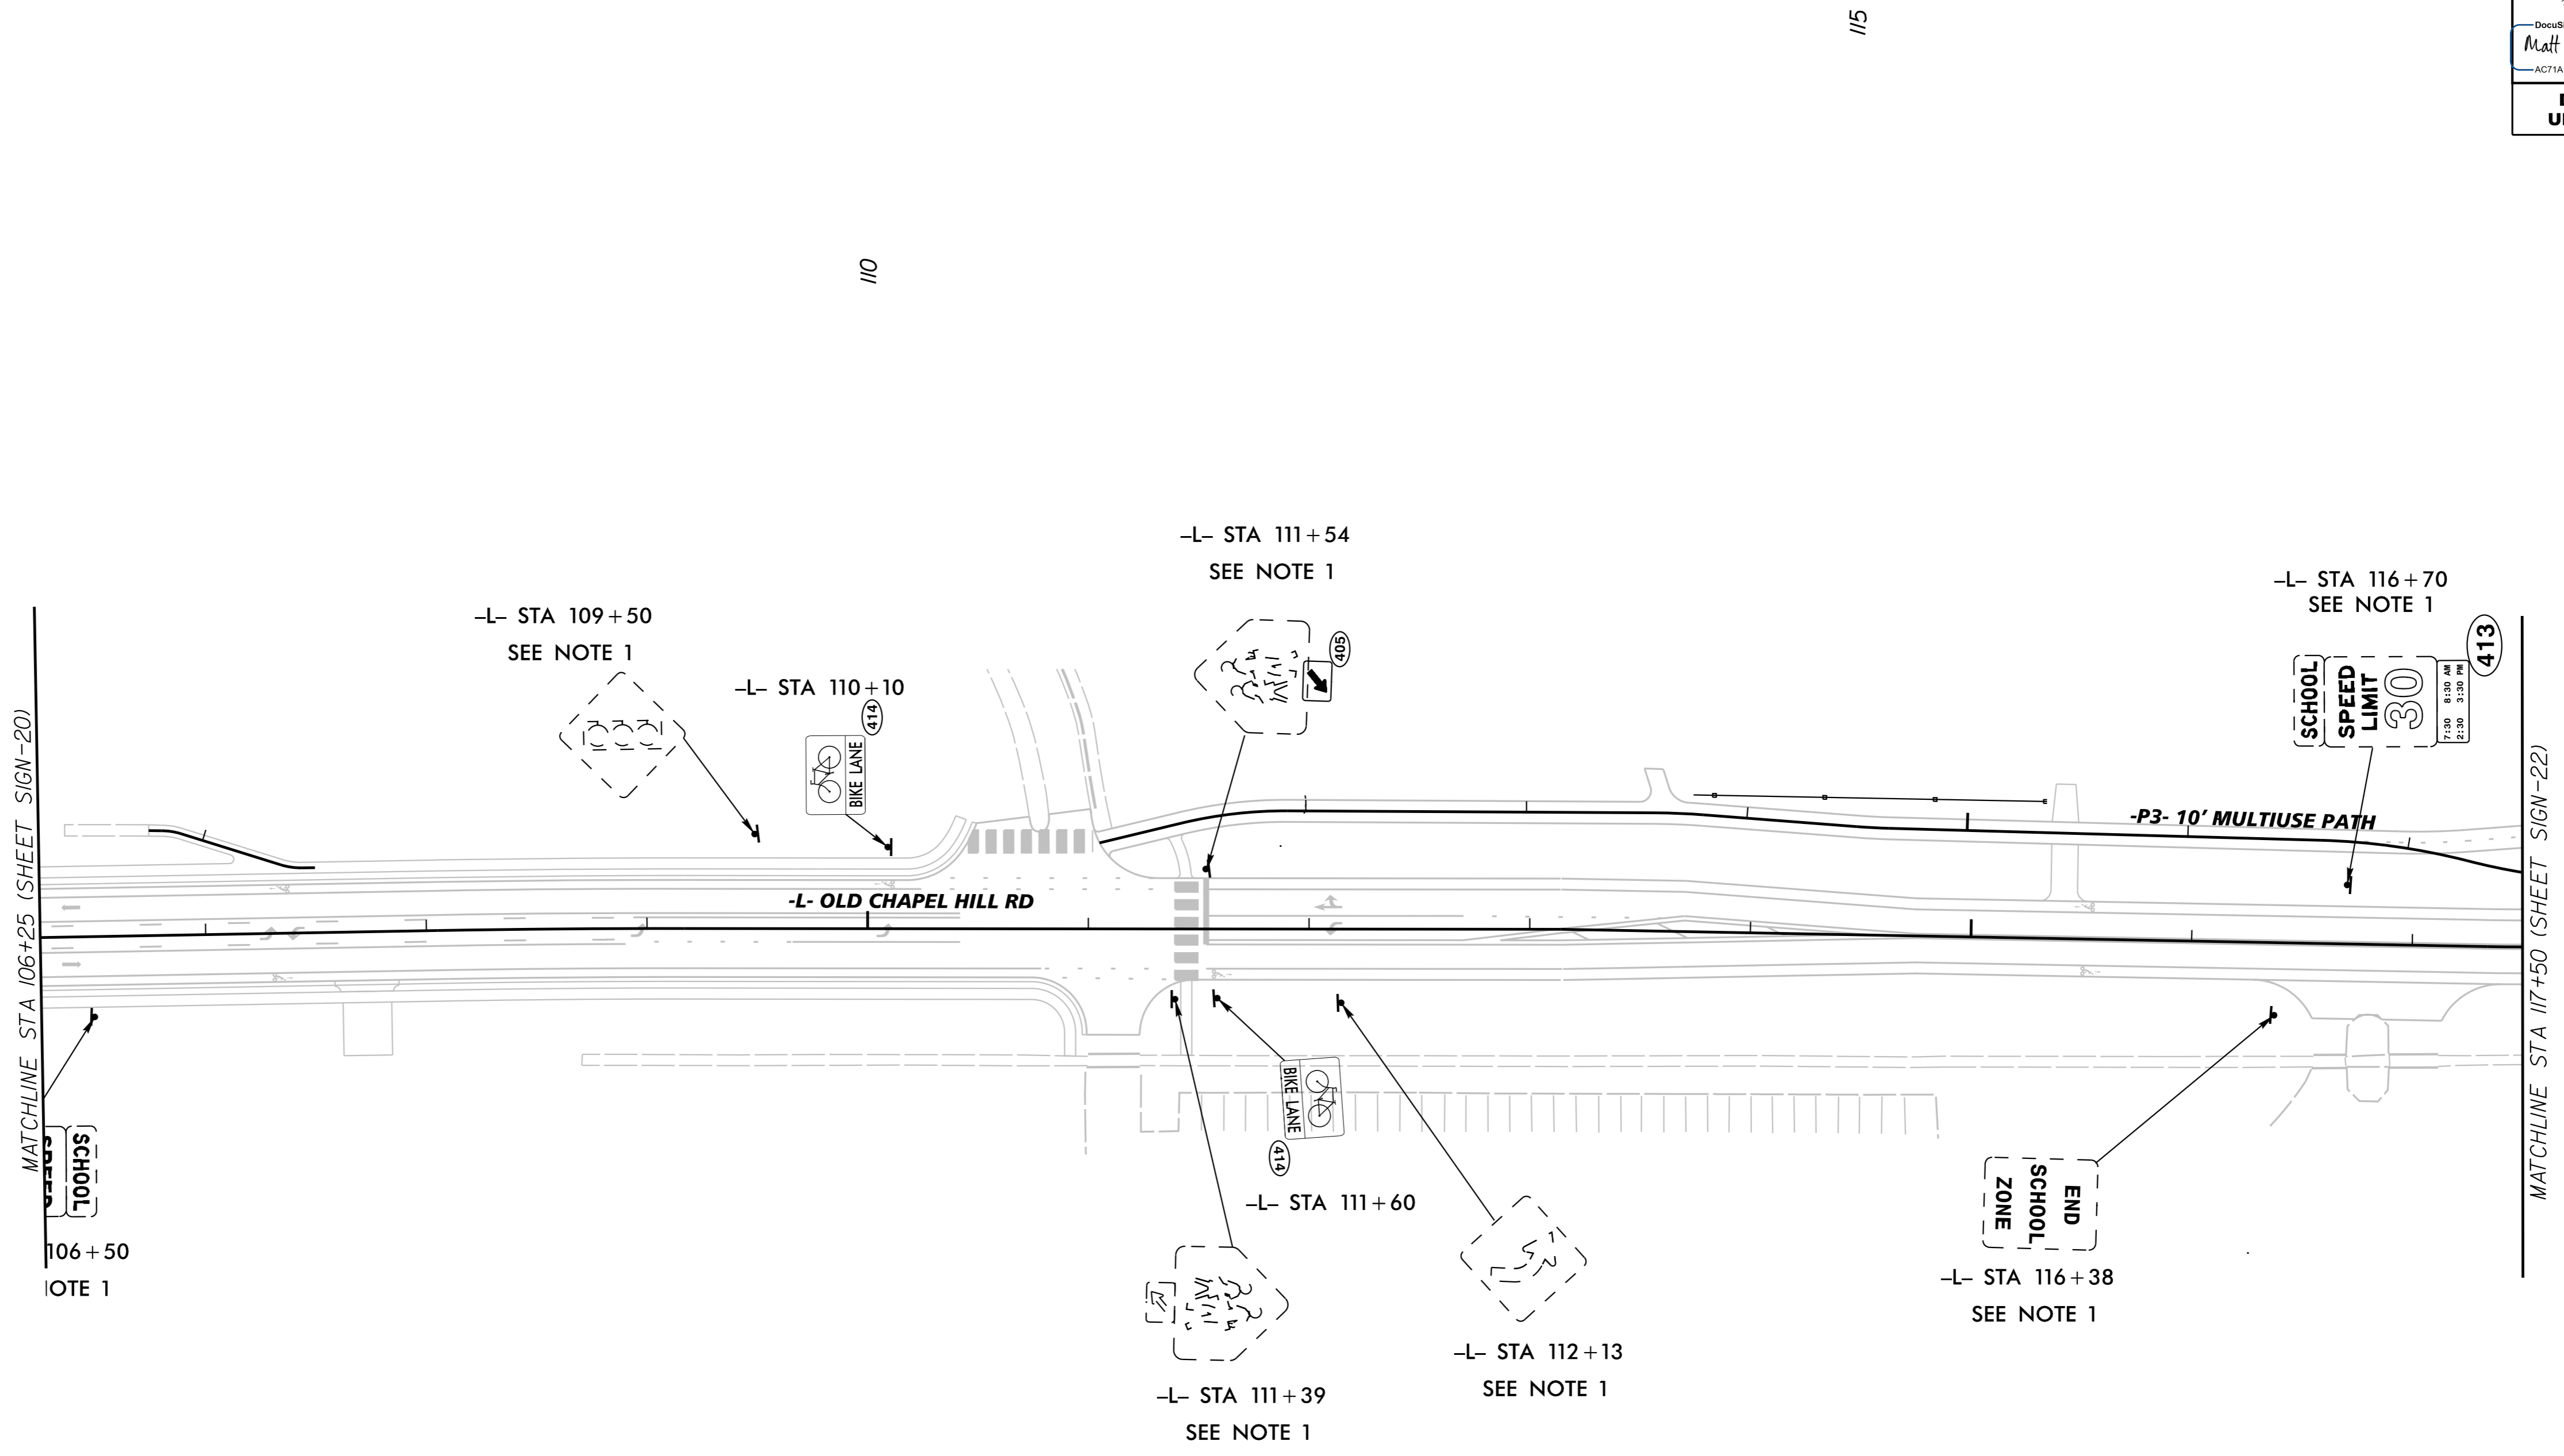 115
DocuSi
Matt
AC71A
110
–L– STA 111+54
SEE NOTE 1
405
–L– STA 109+50
SEE NOTE 1
–L– STA 110+10
414
BIKE LANE
–L– STA 116+70
SEE NOTE 1
413
SCHOOL
SPEED
LIMIT
30
7:30 8:30 AM
2:30 3:30 PM
MATCHLINE STA 106+25 (SHEET SIGN-20)
-P3- 10' MULTIUSE PATH
-L- OLD CHAPEL HILL RD
MATCHLINE STA 117+50 (SHEET SIGN-22)
SCHOOL
SPEED
106+50
OTE 1
BIKE LANE
414
–L– STA 111+60
END
SCHOOL
ZONE
–L– STA 116+38
SEE NOTE 1
–L– STA 112+13
SEE NOTE 1
–L– STA 111+39
SEE NOTE 1